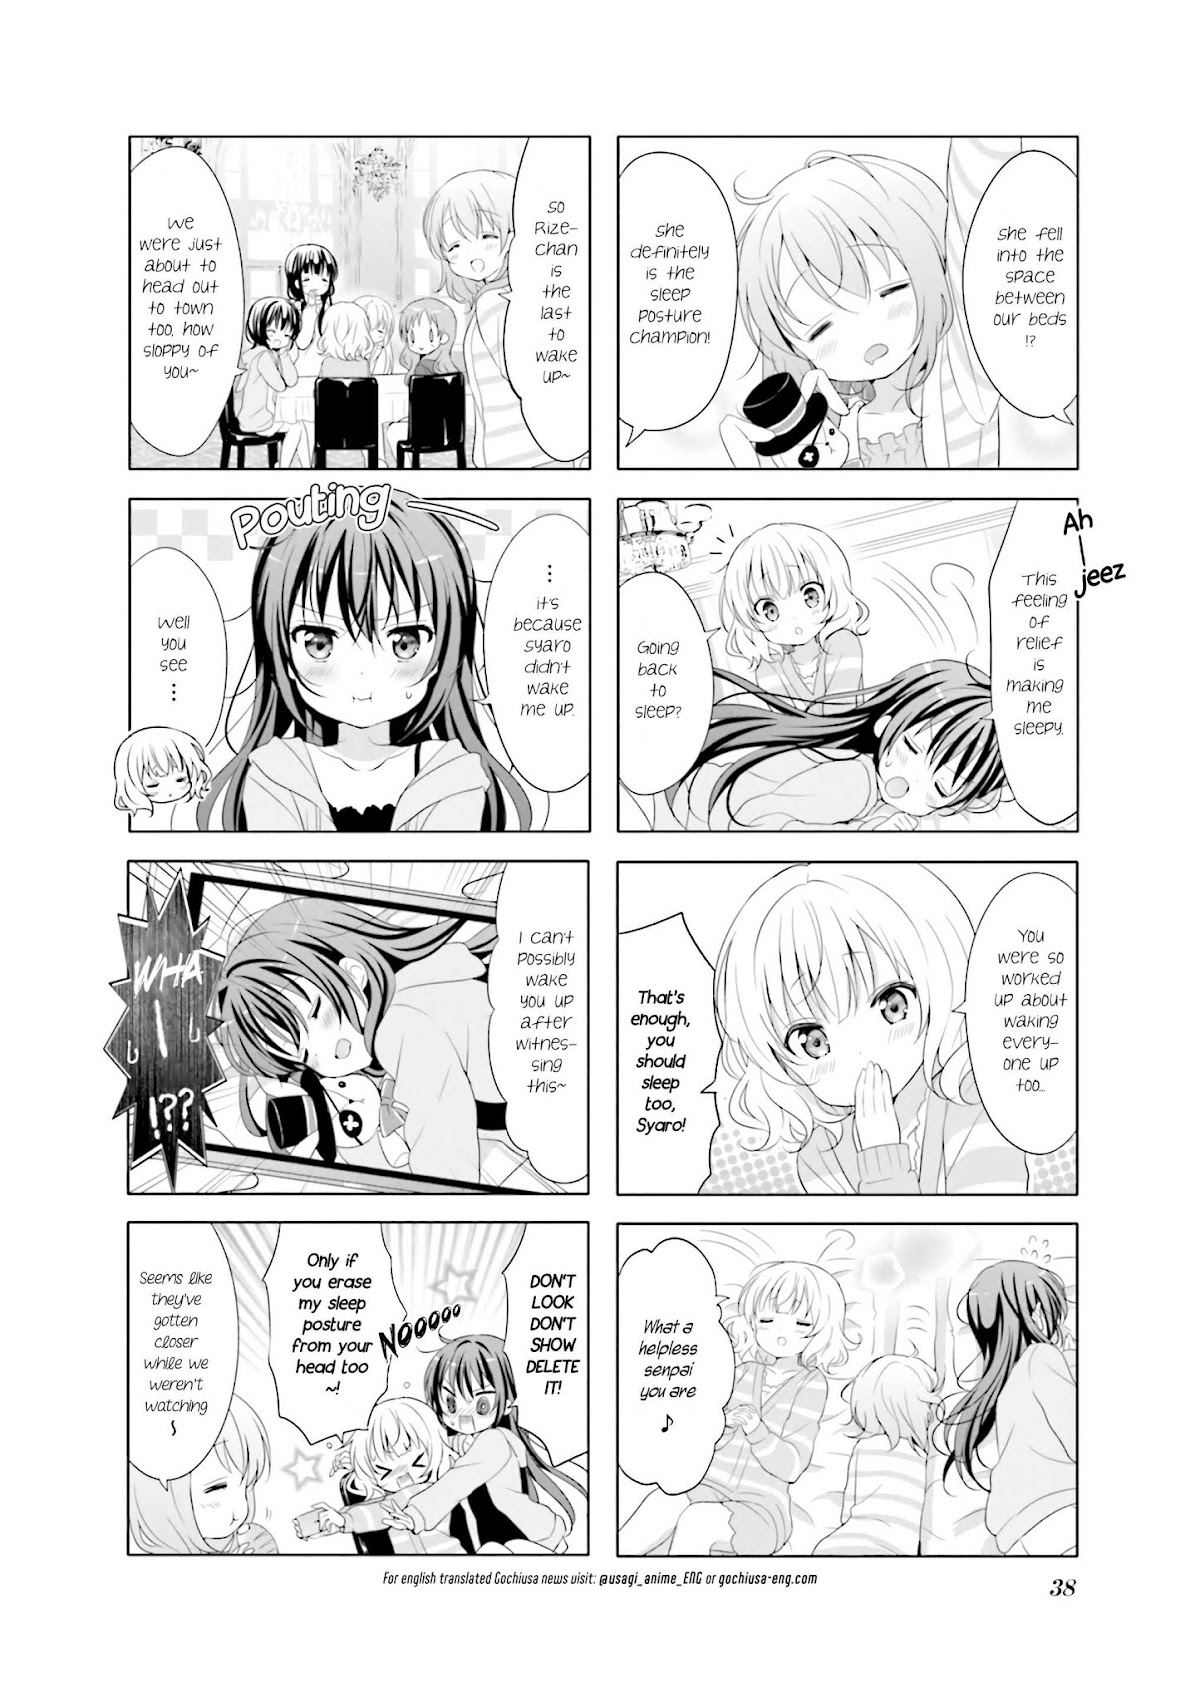 She fell
into the
space
between
our beds
!?
She
definitely
is the
sleep
posture
champion!
Ah
jeez
This
feeling
of
relief is
making
me
sleepy.
Going
back
to
sleep?
You
were so
worked
up about
waking
every-
one up
too...
That's
enough,
you
should
sleep
too,
Syaro!
What a
helpless
senpai
you are
♪
So
Rize-
chan
is
the
last
to
wake
up~
We
were just
about to
head out
to town
too, how
sloppy of
you~
Pouting
...
it's
because
syaro
didn't
wake
me up.
Well
you
see
...
I can't
possibly
wake
you up
after
witnes-
sing
this~
WHA
!??
DON'T
LOOK
DON'T
SHOW
DELETE
IT!
NOOOOO
Only if
you erase
my sleep
posture
from your
head too
~!
Seems like
they've
gotten
closer
while we
weren't
watching
~
For english translated Gochiusa news visit: @usagi_anime_ENG or gochiusa-eng.com
38